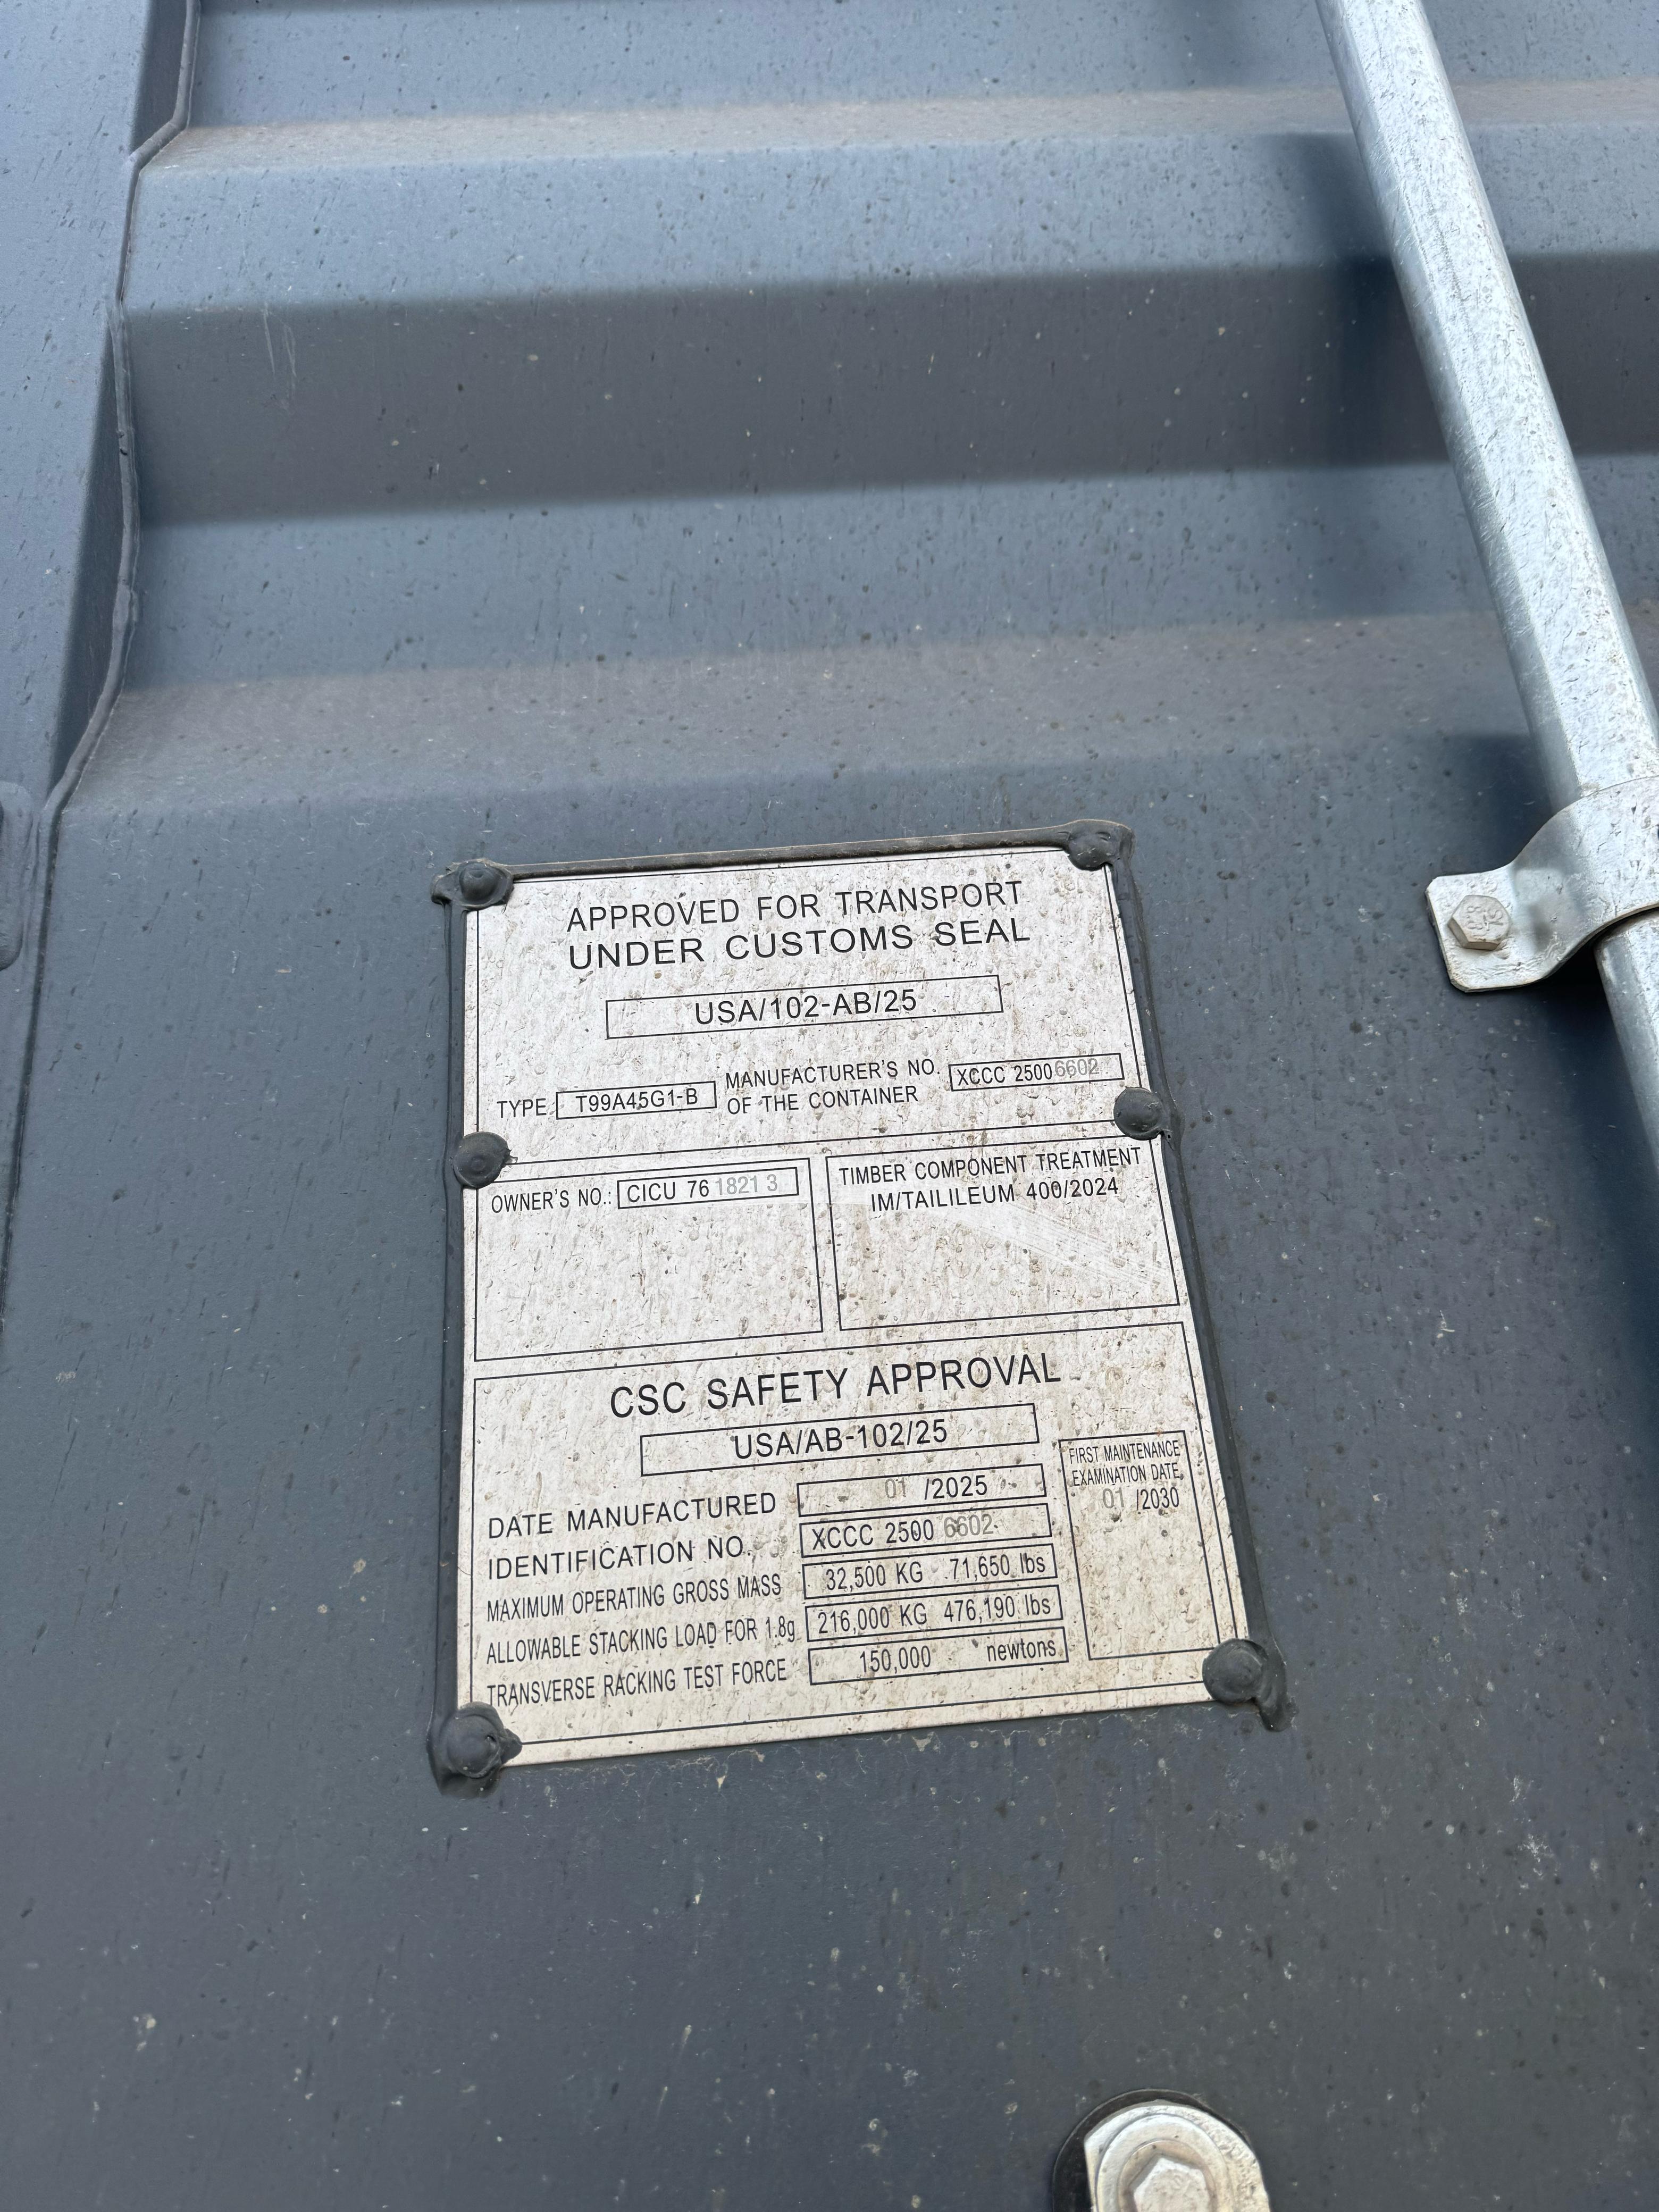 APPROVED FOR TRANSPORT
UNDER CUSTOMS SEAL
USA/102-AB/25
TYPE T99A45G1-B MANUFACTURER'S NO. OF THE CONTAINER XCCC 2500 6602
OWNER'S NO.: CICU 76 1821 3
TIMBER COMPONENT TREATMENT
IM/TAILILEUM 400/2024
CSC SAFETY APPROVAL
USA/AB-102/25
DATE MANUFACTURED 01 /2025
IDENTIFICATION NO. XCCC 2500 6602
MAXIMUM OPERATING GROSS MASS 32,500 KG 71,650 lbs
ALLOWABLE STACKING LOAD FOR 1.8g 216,000 KG 476,190 lbs
TRANSVERSE RACKING TEST FORCE 150,000 newtons
FIRST MAINTENANCE
EXAMINATION DATE
01 /2030